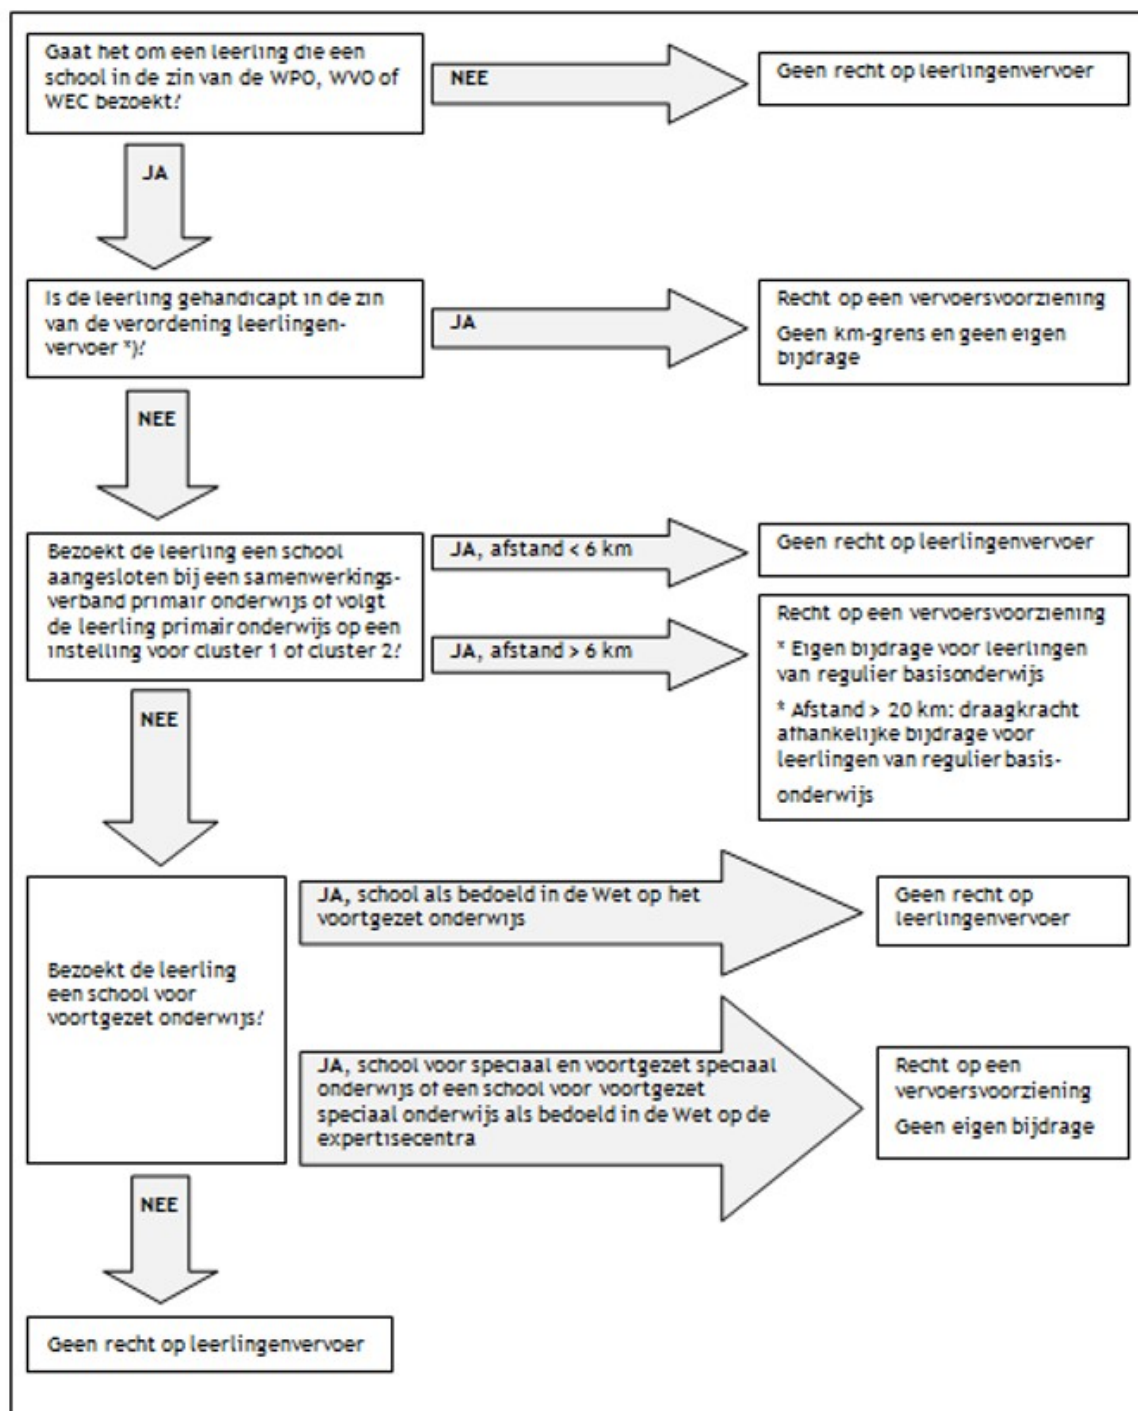 Gaat het om een leerling die een
school in de zin van de WPO, WVO of
WEC bezoekt?
NEE
Geen recht op leerlingenvervoer
JA
Is de leerling gehandicapt in de zin
van de verordening leerlingen-
vervoer *)?
JA
Recht op een vervoersvoorziening
Geen km-grens en geen eigen
bijdrage
NEE
Bezoekt de leerling een school
aangesloten bij een samenwerkings-
verband primair onderwijs of volgt
de leerling primair onderwijs op een
instelling voor cluster 1 of cluster 2?
JA, afstand < 6 km
Geen recht op leerlingenvervoer
JA, afstand > 6 km
Recht op een vervoersvoorziening
* Eigen bijdrage voor leerlingen
van regulier basisonderwijs
* Afstand > 20 km: draagkracht
afhankelijke bijdrage voor
leerlingen van regulier basis-
onderwijs
NEE
Bezoekt de leerling
een school voor
voortgezet onderwijs?
JA, school als bedoeld in de Wet op het
voortgezet onderwijs
Geen recht op
leerlingenvervoer
JA, school voor speciaal en voortgezet speciaal
onderwijs of een school voor voortgezet
speciaal onderwijs als bedoeld in de Wet op de
expertisecentra
Recht op een
vervoersvoorziening
Geen eigen bijdrage
NEE
Geen recht op leerlingenvervoer